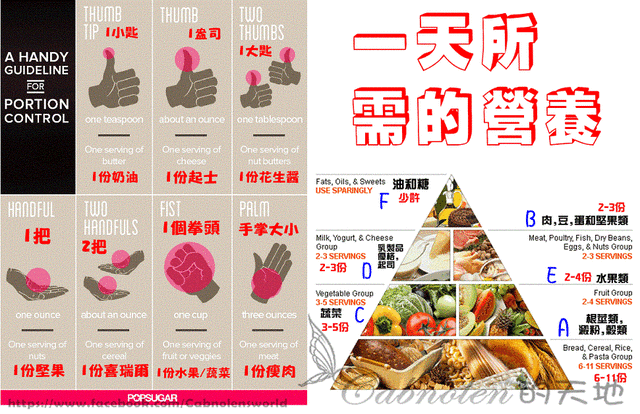 A HANDY
GUIDELINE
FOR
PORTION
CONTROL
THUMB
TIP 1小匙
one teaspoon
One serving of
butter
1份奶油
THUMB
1盎司
about an ounce
One serving of
cheese
1份起士
TWO
THUMBS
1大匙
one tablespoon
One serving of
nut butters
1份花生醬
HANDFUL
1把
one ounce
One serving of
nuts
1份堅果
TWO
HANDFULS
2把
about an ounce
One serving of
cereal
1份喜瑞爾
FIST
1個拳頭
one cup
One serving of
fruit or veggies
1份水果/蔬菜
PALM
手掌大小
three ounces
One serving of
meat
1份瘦肉
POPSUGAR
https://www.facebook.com/Cabnolensworld
一天所
需的營養
Fats, Oils, & Sweets
USE SPARINGLY
油和糖
少許
F
2-3份
B 肉,豆,蛋和堅果類
Meat, Poultry, Fish, Dry Beans,
Eggs, & Nuts Group
2-3 SERVINGS
Milk, Yogurt, & Cheese
Group
2-3 SERVINGS
2-3份
D
乳製品
優格,
起司
E 2-4份 水果類
Fruit Group
2-4 SERVINGS
Vegetable Group
3-5 SERVINGS
蔬菜
3-5份
C
A
根莖類,
澱粉,穀類
Bread, Cereal, Rice,
& Pasta Group
6-11 SERVINGS
6-11份
Cabnolen的天地